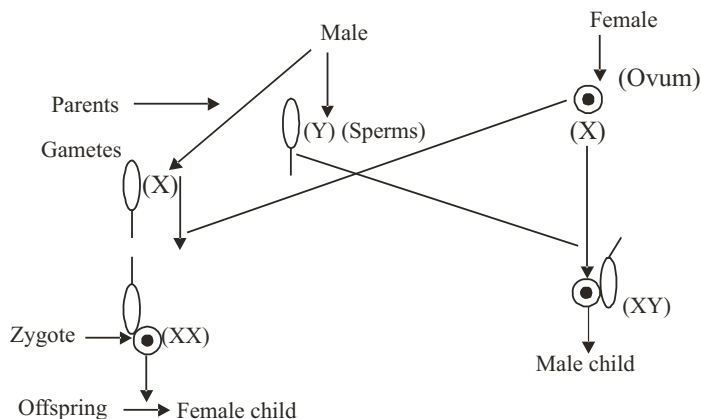 Male
Female
(Ovum)
Parents
(Y) (Sperms)
(X)
Gametes
(X)
(XY)
Zygote
(XX)
Male child
Offspring
Female child